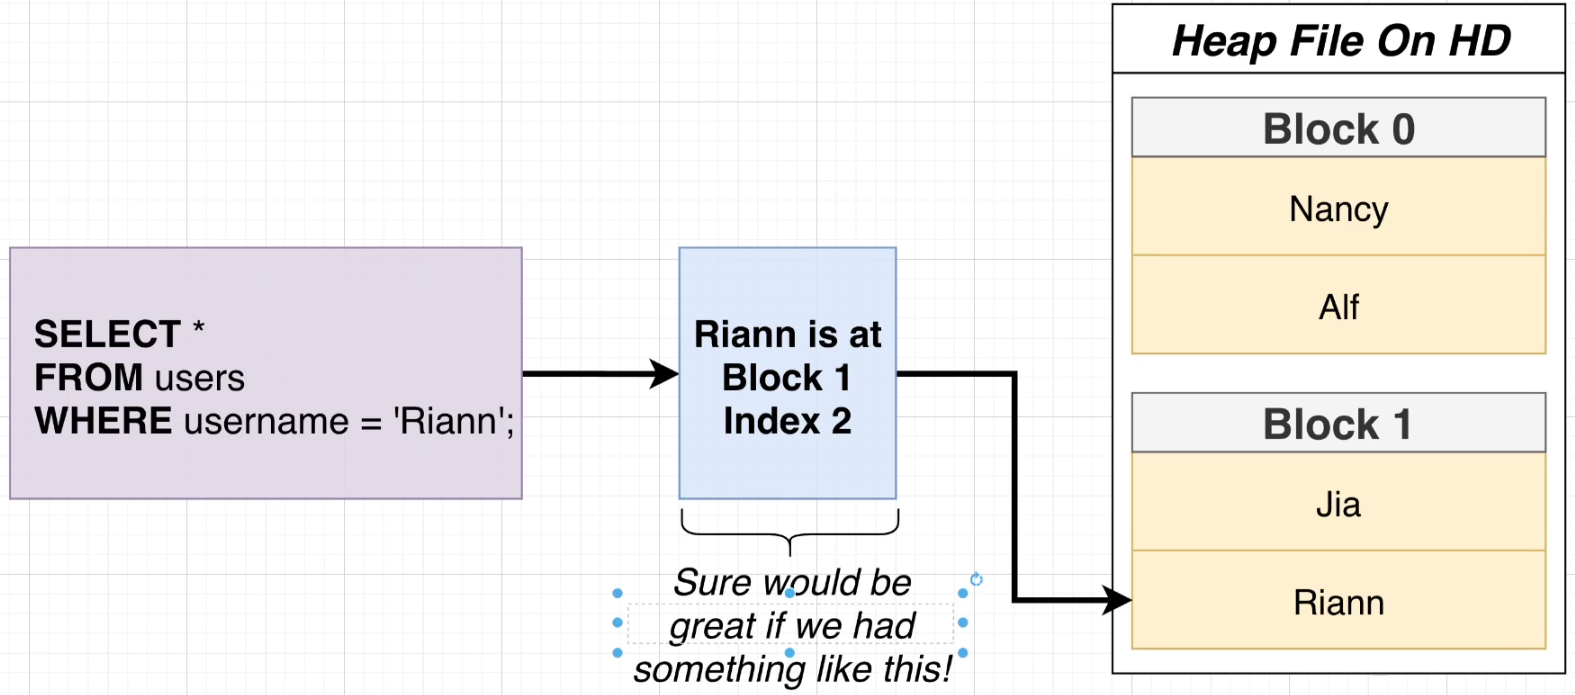 Heap File On HD
Block 0
Nancy
Alf
SELECT *
FROM users
WHERE username = 'Riann';
Riann is at
Block 1
Index 2
Block 1
Jia
Riann
Sure would be
great if we had
something like this!